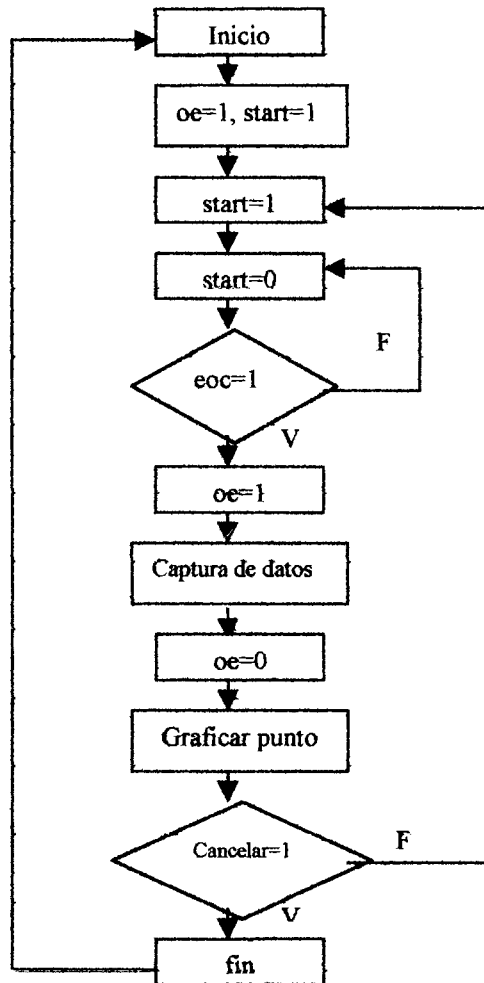 Inicio
oe=1, start=1
start=1
start=0
F
eoc=1
V
oe=1
Captura de datos
oe=0
Graficar punto
Cancelar=1
F
V
fin